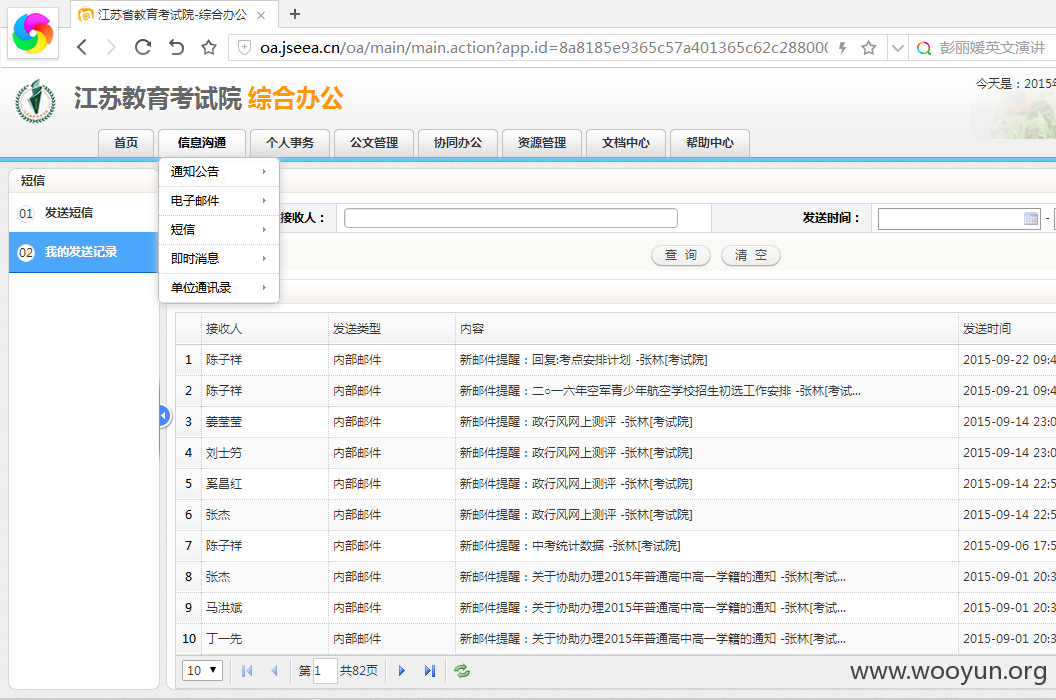 江苏省教育考试院-综合办公
oa.jseea.cn/oa/main/main.action?app.id=8a8185e9365c57a401365c62c28800
彭丽媛英文演讲
江苏教育考试院 综合办公
今天是：2015年
首页 信息沟通 个人事务 公文管理 协同办公 资源管理 文档中心 帮助中心
短信
01 发送短信
02 我的发送记录
通知公告
电子邮件
短信
即时消息
单位通讯录
接收人： 发送时间： -
查 询 清 空
接收人 发送类型 内容 发送时间
1 陈子祥 内部邮件 新邮件提醒：回复:考点安排计划 -张林[考试院] 2015-09-22 09:4
2 陈子祥 内部邮件 新邮件提醒：二○一六年空军青少年航空学校招生初选工作安排 -张林[考试... 2015-09-21 09:4
3 姜莹莹 内部邮件 新邮件提醒：政行风网上测评 -张林[考试院] 2015-09-14 23:0
4 刘士竻 内部邮件 新邮件提醒：政行风网上测评 -张林[考试院] 2015-09-14 23:0
5 奚昌红 内部邮件 新邮件提醒：政行风网上测评 -张林[考试院] 2015-09-14 22:5
6 张杰 内部邮件 新邮件提醒：政行风网上测评 -张林[考试院] 2015-09-14 22:5
7 陈子祥 内部邮件 新邮件提醒：中考统计数据 -张林[考试院] 2015-09-06 17:5
8 张杰 内部邮件 新邮件提醒：关于协助办理2015年普通高中高一学籍的通知 -张林[考试... 2015-09-01 20:3
9 马洪斌 内部邮件 新邮件提醒：关于协助办理2015年普通高中高一学籍的通知 -张林[考试... 2015-09-01 20:3
10 丁一先 内部邮件 新邮件提醒：关于协助办理2015年普通高中高一学籍的通知 -张林[考试... 2015-09-01 20:3
10 第 1 共82页
www.wooyun.org